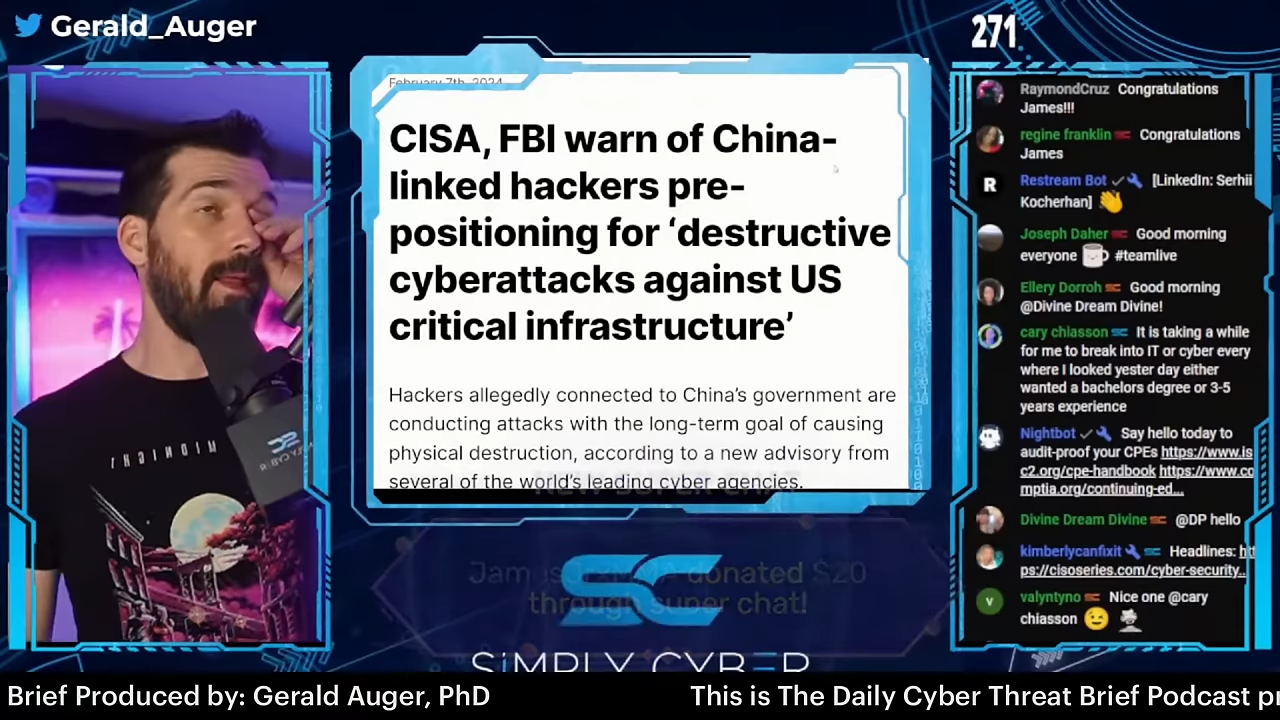 Gerald_Auger
271
February 7th, 2024
CISA, FBI warn of China-
linked hackers pre-
positioning for ‘destructive
cyberattacks against US
critical infrastructure’
Hackers allegedly connected to China’s government are
conducting attacks with the long-term goal of causing
physical destruction, according to a new advisory from
several of the world’s leading cyber agencies.
NEW SUPER CHAT
donated $20
through super chat!
SC
SiMPLY CYBER
RaymondCruz Congratulations
James!!!
regine franklin Congratulations
James
Restream Bot [LinkedIn: Serhii
Kocherhan] 👋
Joseph Daher Good morning
everyone ☕ #teamlive
Ellery Dorroh Good morning
@Divine Dream Divine!
cary chiasson It is taking a while
for me to break into IT or cyber every
where I looked yester day either
wanted a bachelors degree or 3-5
years experience
Nightbot Say hello today to
audit-proof your CPEs https://www.is
c2.org/cpe-handbook https://www.co
mptia.org/continuing-ed...
Divine Dream Divine @DP hello
kimberlycanfixit Headlines: htt
ps://cisoseries.com/cyber-security...
V valyntyno Nice one @cary
chiasson 😉
Brief Produced by: Gerald Auger, PhD
This is The Daily Cyber Threat Brief Podcast pr